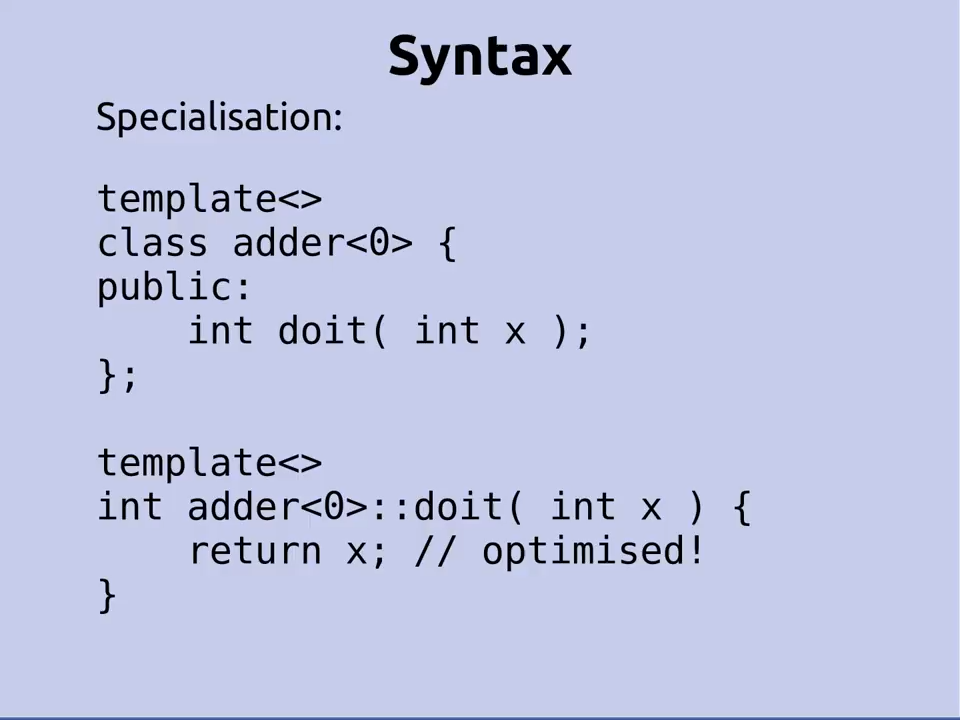 Syntax
Specialisation:
template<>
class adder<0> {
public:
    int doit( int x );
};
template<>
int adder<0>::doit( int x ) {
    return x; // optimised!
}